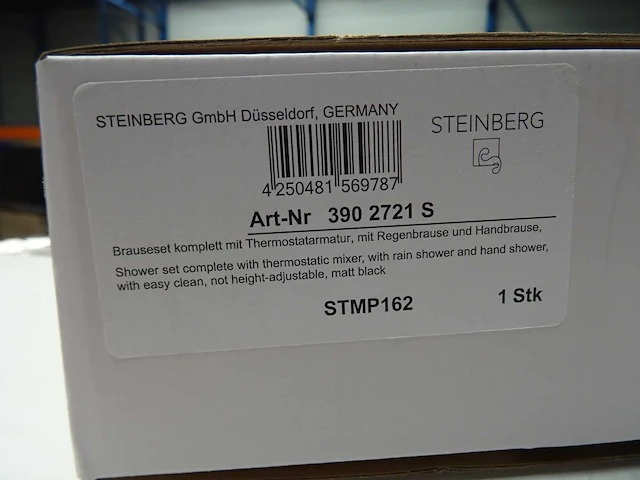 STEINBERG GmbH Düsseldorf, GERMANY
STEINBERG
4 250481 569787
Art-Nr 390 2721 S
Brauseset komplett mit Thermostatarmatur, mit Regenbrause und Handbrause,
Shower set complete with thermostatic mixer, with rain shower and hand shower,
with easy clean, not height-adjustable, matt black
STMP162 1 Stk